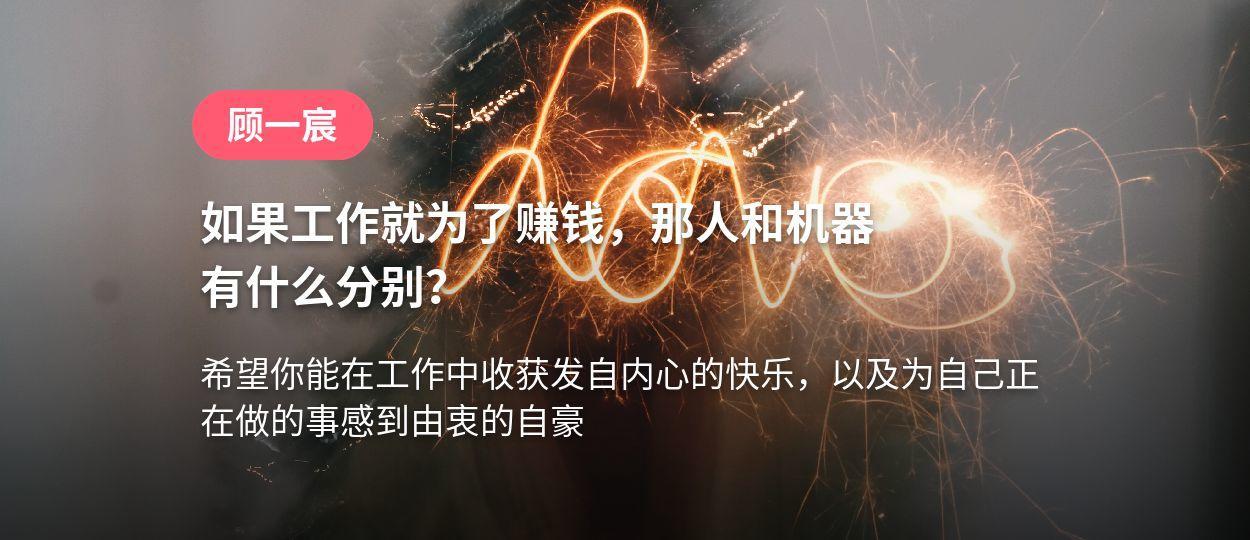 顾一宸
love
如果工作就为了赚钱，那人和机器
有什么分别？
希望你能在工作中收获发自内心的快乐，以及为自己正
在做的事感到由衷的自豪